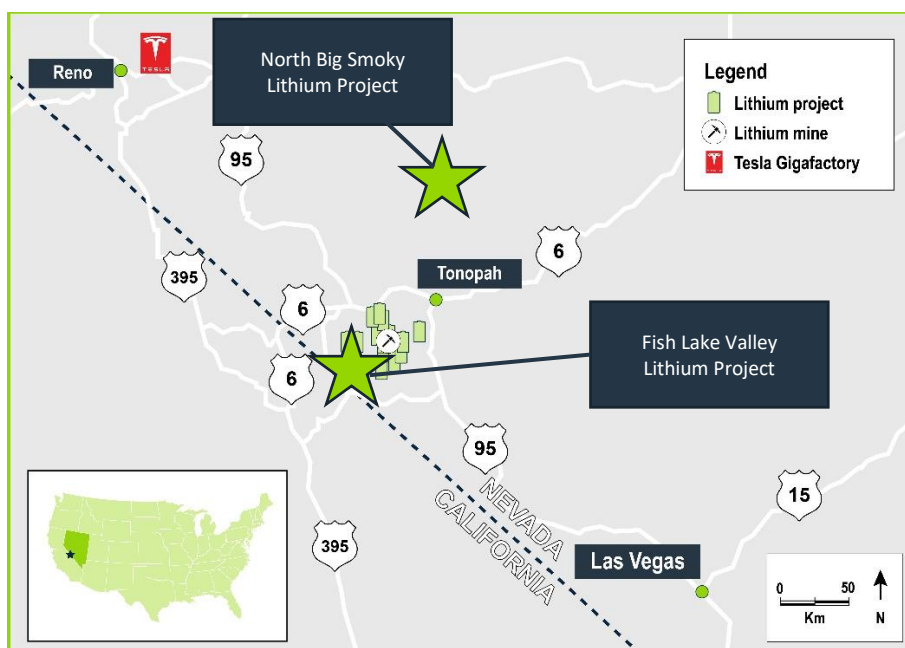 Reno
TESLA
North Big Smoky
Lithium Project
Legend
Lithium project
Lithium mine
TESLA
Tesla Gigafactory
95
395
6
Tonopah
6
6
Fish Lake Valley
Lithium Project
95
NEVADA
CALIFORNIA
15
395
Las Vegas
0 50
Km
N